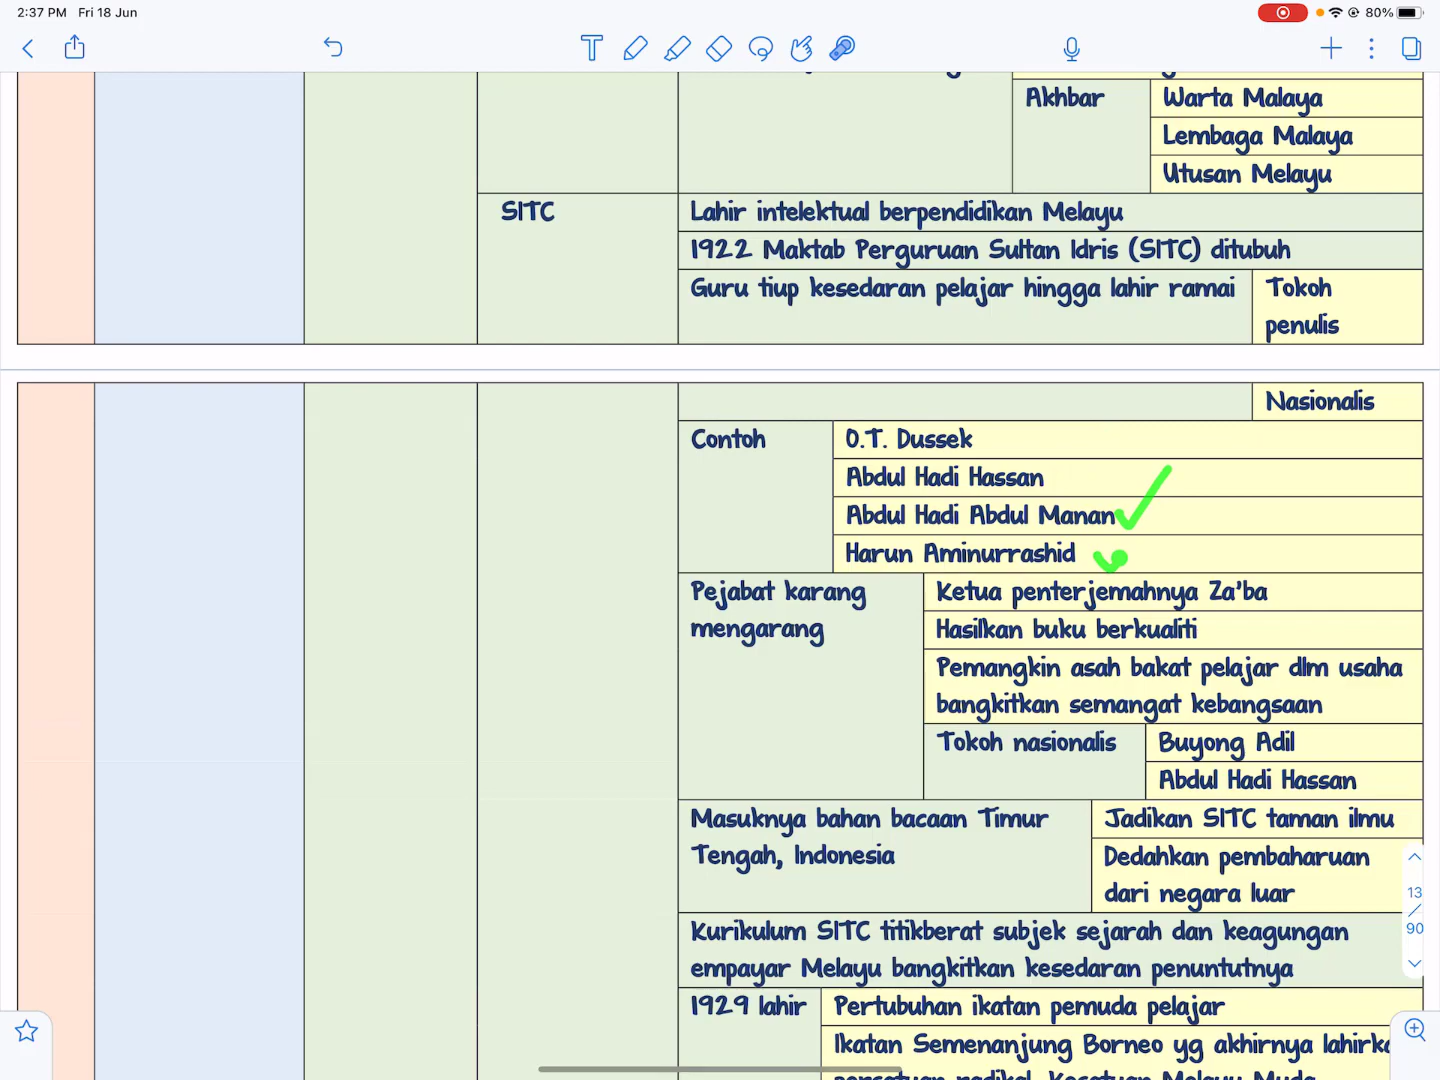 2:37 PM Fri 18 Jun
80%
Akhbar
Warta Malaya
Lembaga Malaya
Utusan Melayu
SITC
Lahir intelektual berpendidikan Melayu
1922 Maktab Perguruan Sultan Idris (SITC) ditubuh
Guru tiup kesedaran pelajar hingga lahir ramai
Tokoh
penulis
Nasionalis
Contoh
O.T. Dussek
Abdul Hadi Hassan
Abdul Hadi Abdul Manan
Harun Aminurrashid
Pejabat karang
mengarang
Ketua penterjemahnya Za'ba
Hasilkan buku berkualiti
Pemangkin asah bakat pelajar dlm usaha
bangkitkan semangat kebangsaan
Tokoh nasionalis
Buyong Adil
Abdul Hadi Hassan
Masuknya bahan bacaan Timur
Tengah, Indonesia
Jadikan SITC taman ilmu
Dedahkan pembaharuan
dari negara luar
Kurikulum SITC titikberat subjek sejarah dan keagungan
empayar Melayu bangkitkan kesedaran penuntutnya
1929 lahir
Pertubuhan ikatan pemuda pelajar
Ikatan Semenanjung Borneo yg akhirnya
persatuan radikal, Kesatuan Melayu Muda
13
/
90